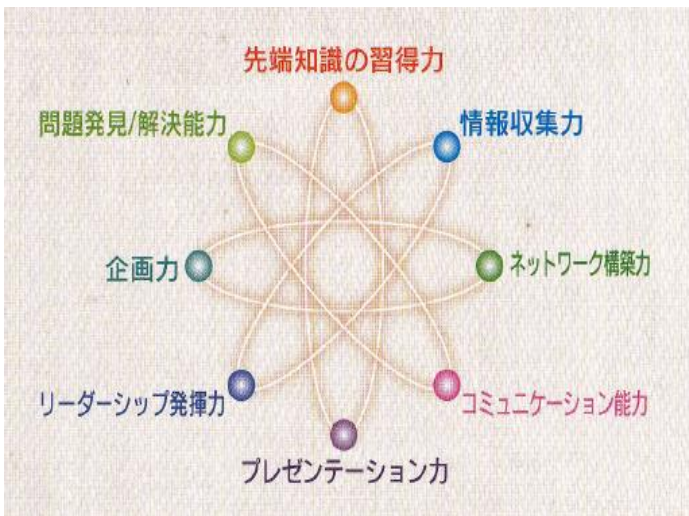 先端知識の習得力
問題発見/解決能力
情報収集力
企画力
ネットワーク構築力
リーダーシップ発揮力
コミュニケーション能力
プレゼンテーション力